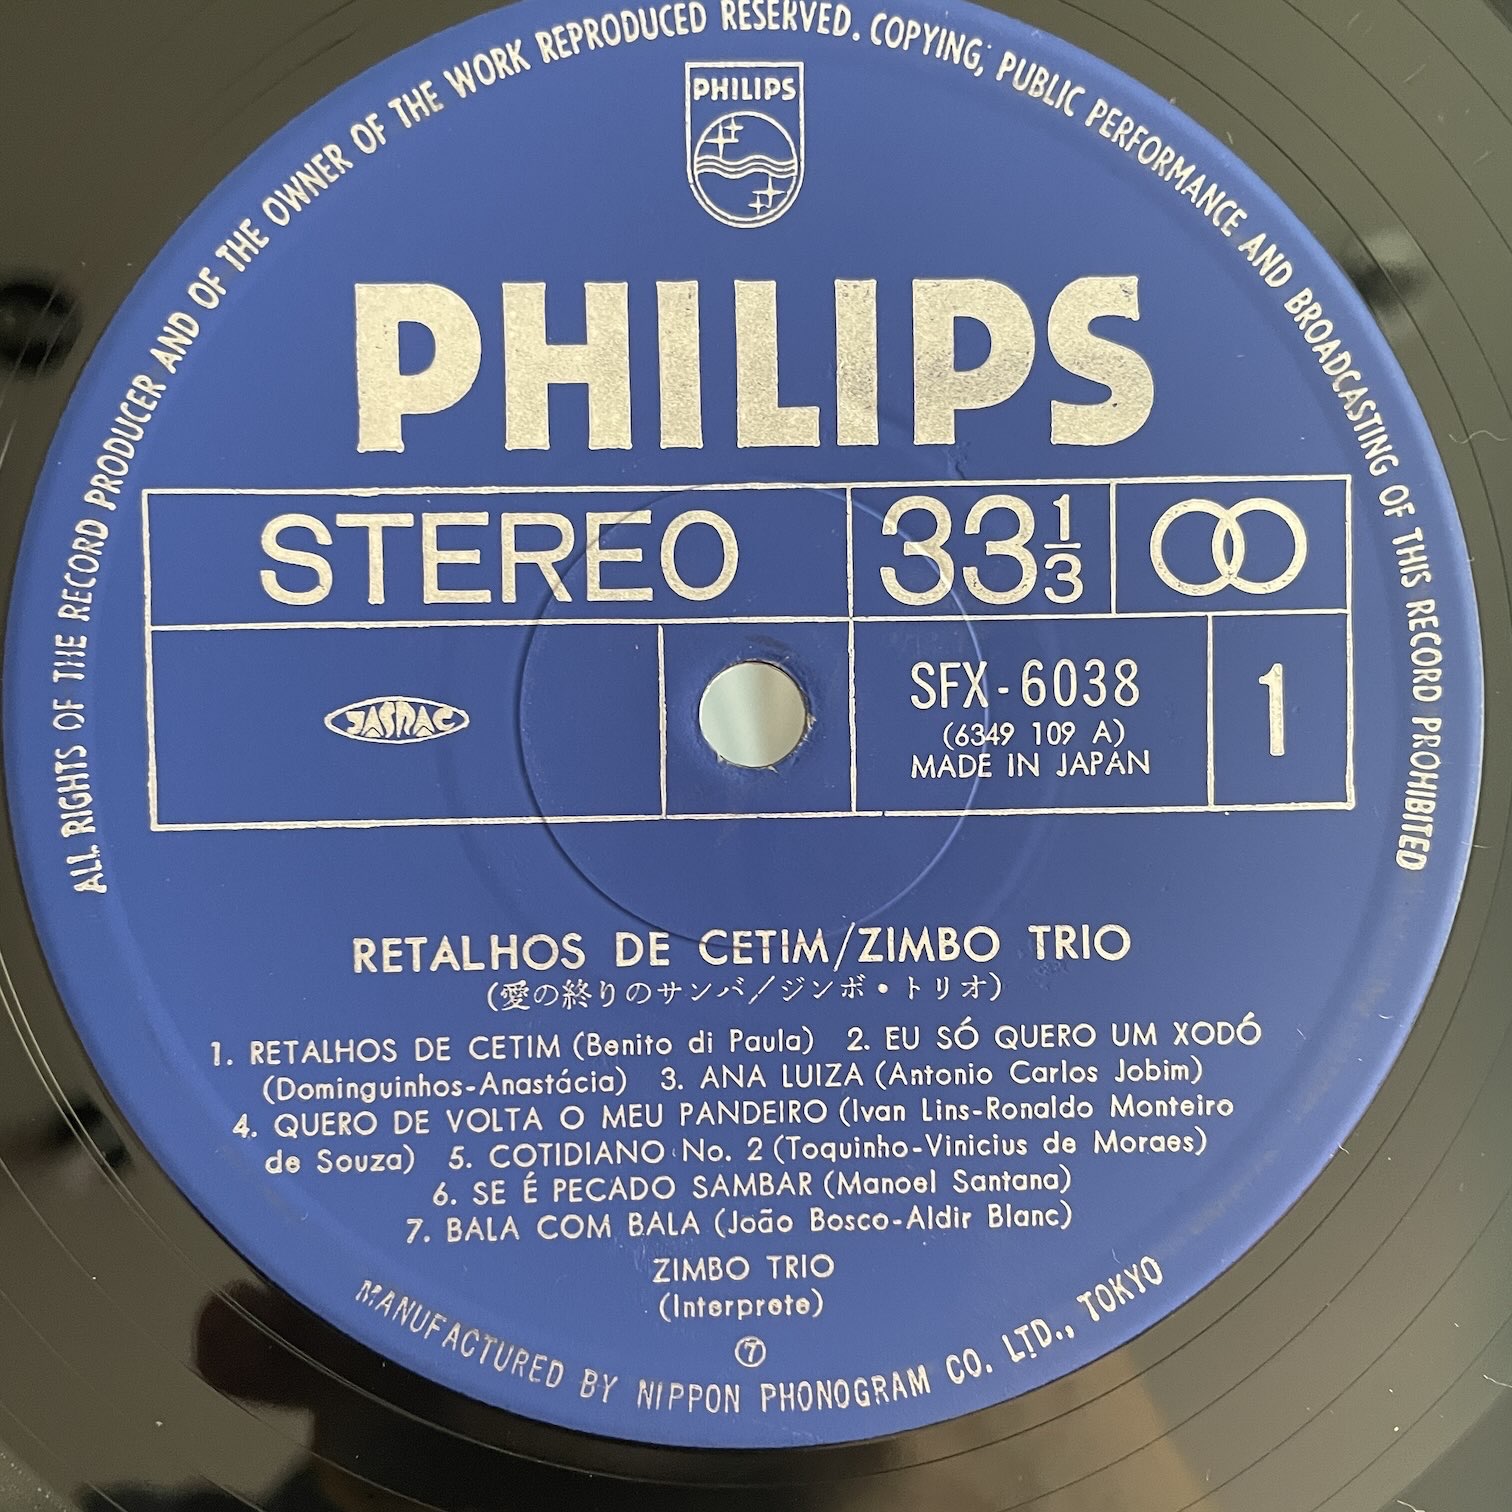 ALL RIGHTS OF THE RECORD PRODUCER AND OF THE OWNER OF THE WORK REPRODUCED RESERVED. COPYING, PUBLIC PERFORMANCE AND BROADCASTING OF THIS RECORD PROHIBITED
PHILIPS
PHILIPS
STEREO 33 1/3
JASRAC SFX-6038 1
(6349 109 A)
MADE IN JAPAN
RETALHOS DE CETIM/ZIMBO TRIO
(愛の終りのサンバ/ジンボ・トリオ)
1. RETALHOS DE CETIM (Benito di Paula) 2. EU SÓ QUERO UM XODÓ
(Dominguinhos-Anastácia) 3. ANA LUIZA (Antonio Carlos Jobim)
4. QUERO DE VOLTA O MEU PANDEIRO (Ivan Lins-Ronaldo Monteiro
de Souza) 5. COTIDIANO No. 2 (Toquinho-Vinicius de Moraes)
6. SE É PECADO SAMBAR (Manoel Santana)
7. BALA COM BALA (João Bosco-Aldir Blanc)
ZIMBO TRIO
(Interprete)
⑦
MANUFACTURED BY NIPPON PHONOGRAM CO. LTD., TOKYO